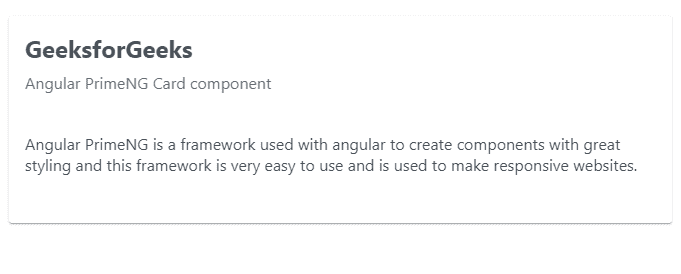 GeeksforGeeks
Angular PrimeNG Card component
Angular PrimeNG is a framework used with angular to create components with great
styling and this framework is very easy to use and is used to make responsive websites.